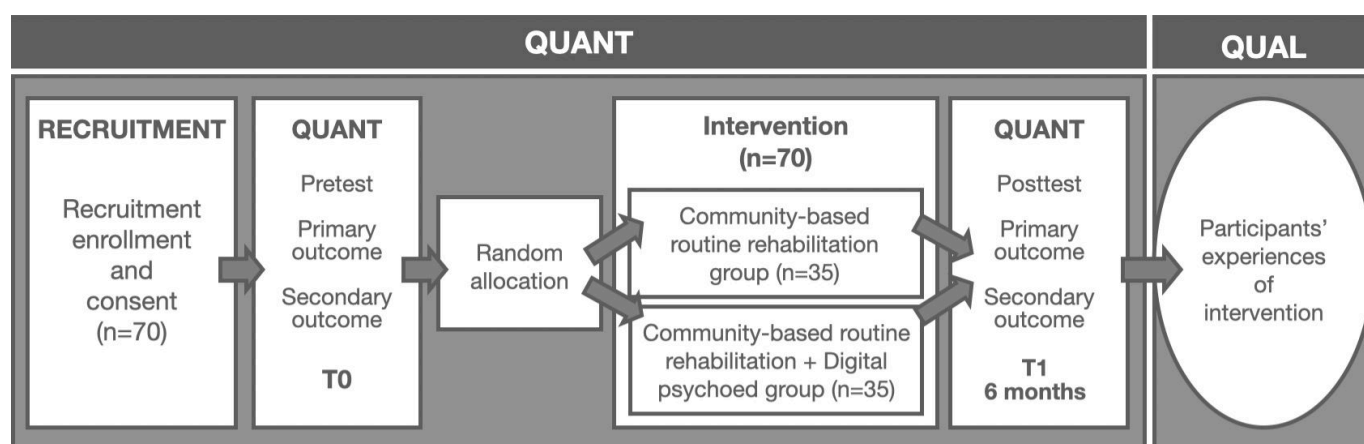 QUANT
QUAL
RECRUITMENT
Recruitment
enrollment
and
consent
(n=70)
QUANT
Pretest
Primary
outcome
Secondary
outcome
T0
Random
allocation
Intervention
(n=70)
Community-based
routine rehabilitation
group (n=35)
Community-based routine
rehabilitation + Digital
psychoed group (n=35)
QUANT
Posttest
Primary
outcome
Secondary
outcome
T1
6 months
Participants’
experiences
of
intervention